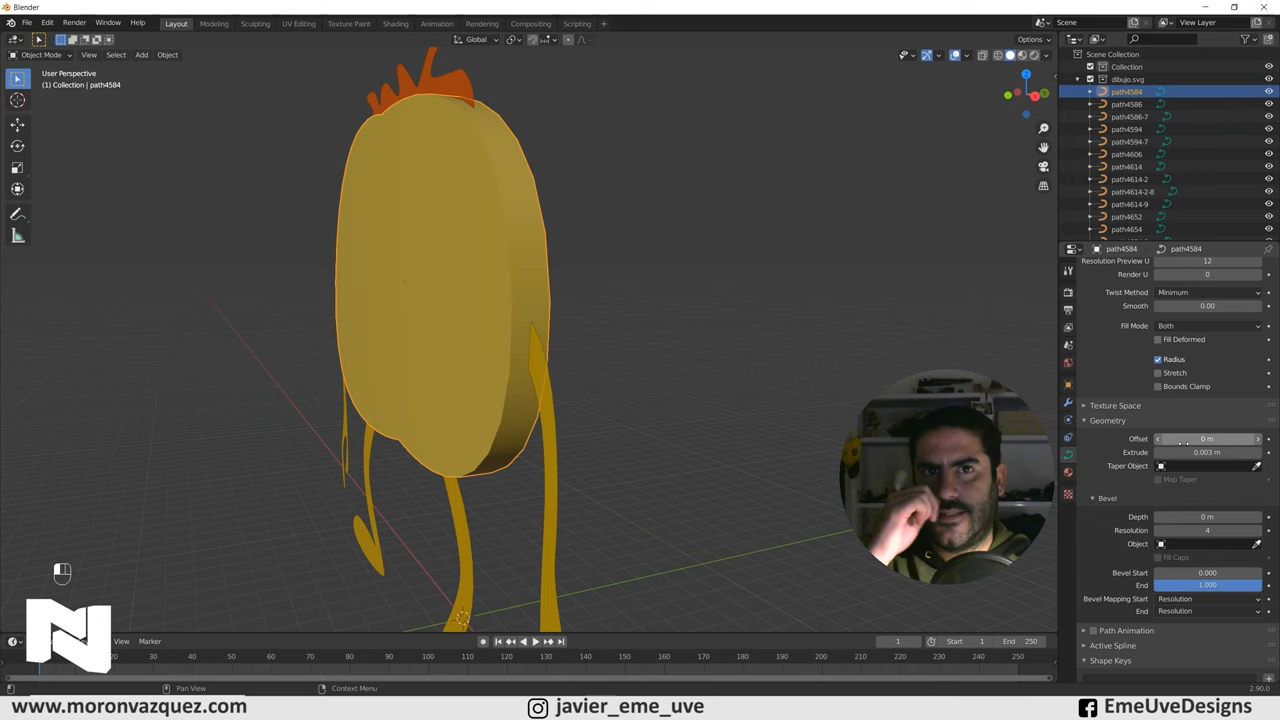 Blender
File Edit Render Window Help Layout Modeling Sculpting UV Editing Texture Paint Shading Animation Rendering Compositing Scripting + Scene View Layer
Global Options
Object Mode View Select Add Object
User Perspective
(1) Collection | path4584
Scene Collection
Collection
dibujo.svg
path4584
path4586
path4586-7
path4594
path4594-7
path4606
path4614
path4614-2
path4614-2-8
path4614-9
path4652
path4654
path4584 path4584
Resolution Preview U 12
Render U 0
Twist Method Minimum
Smooth 0.00
Fill Mode Both
Fill Deformed
Radius
Stretch
Bounds Clamp
Texture Space
Geometry
Offset 0 m
Extrude 0.003 m
Taper Object
Map Taper
Bevel
Depth 0 m
Resolution 4
Object
Fill Caps
Bevel Start 0.000
End 1.000
Bevel Mapping Start Resolution
End Resolution
Path Animation
Active Spline
Shape Keys
View Marker 1 Start 1 End 250
20 30 40 50 60 70 80 90 100 110 120 130 140 150 160 170 180 190 200 210 220 230 240 250
Pan View Context Menu 2.90.0
N
www.moronvazquez.com javier_eme_uve EmeUveDesigns